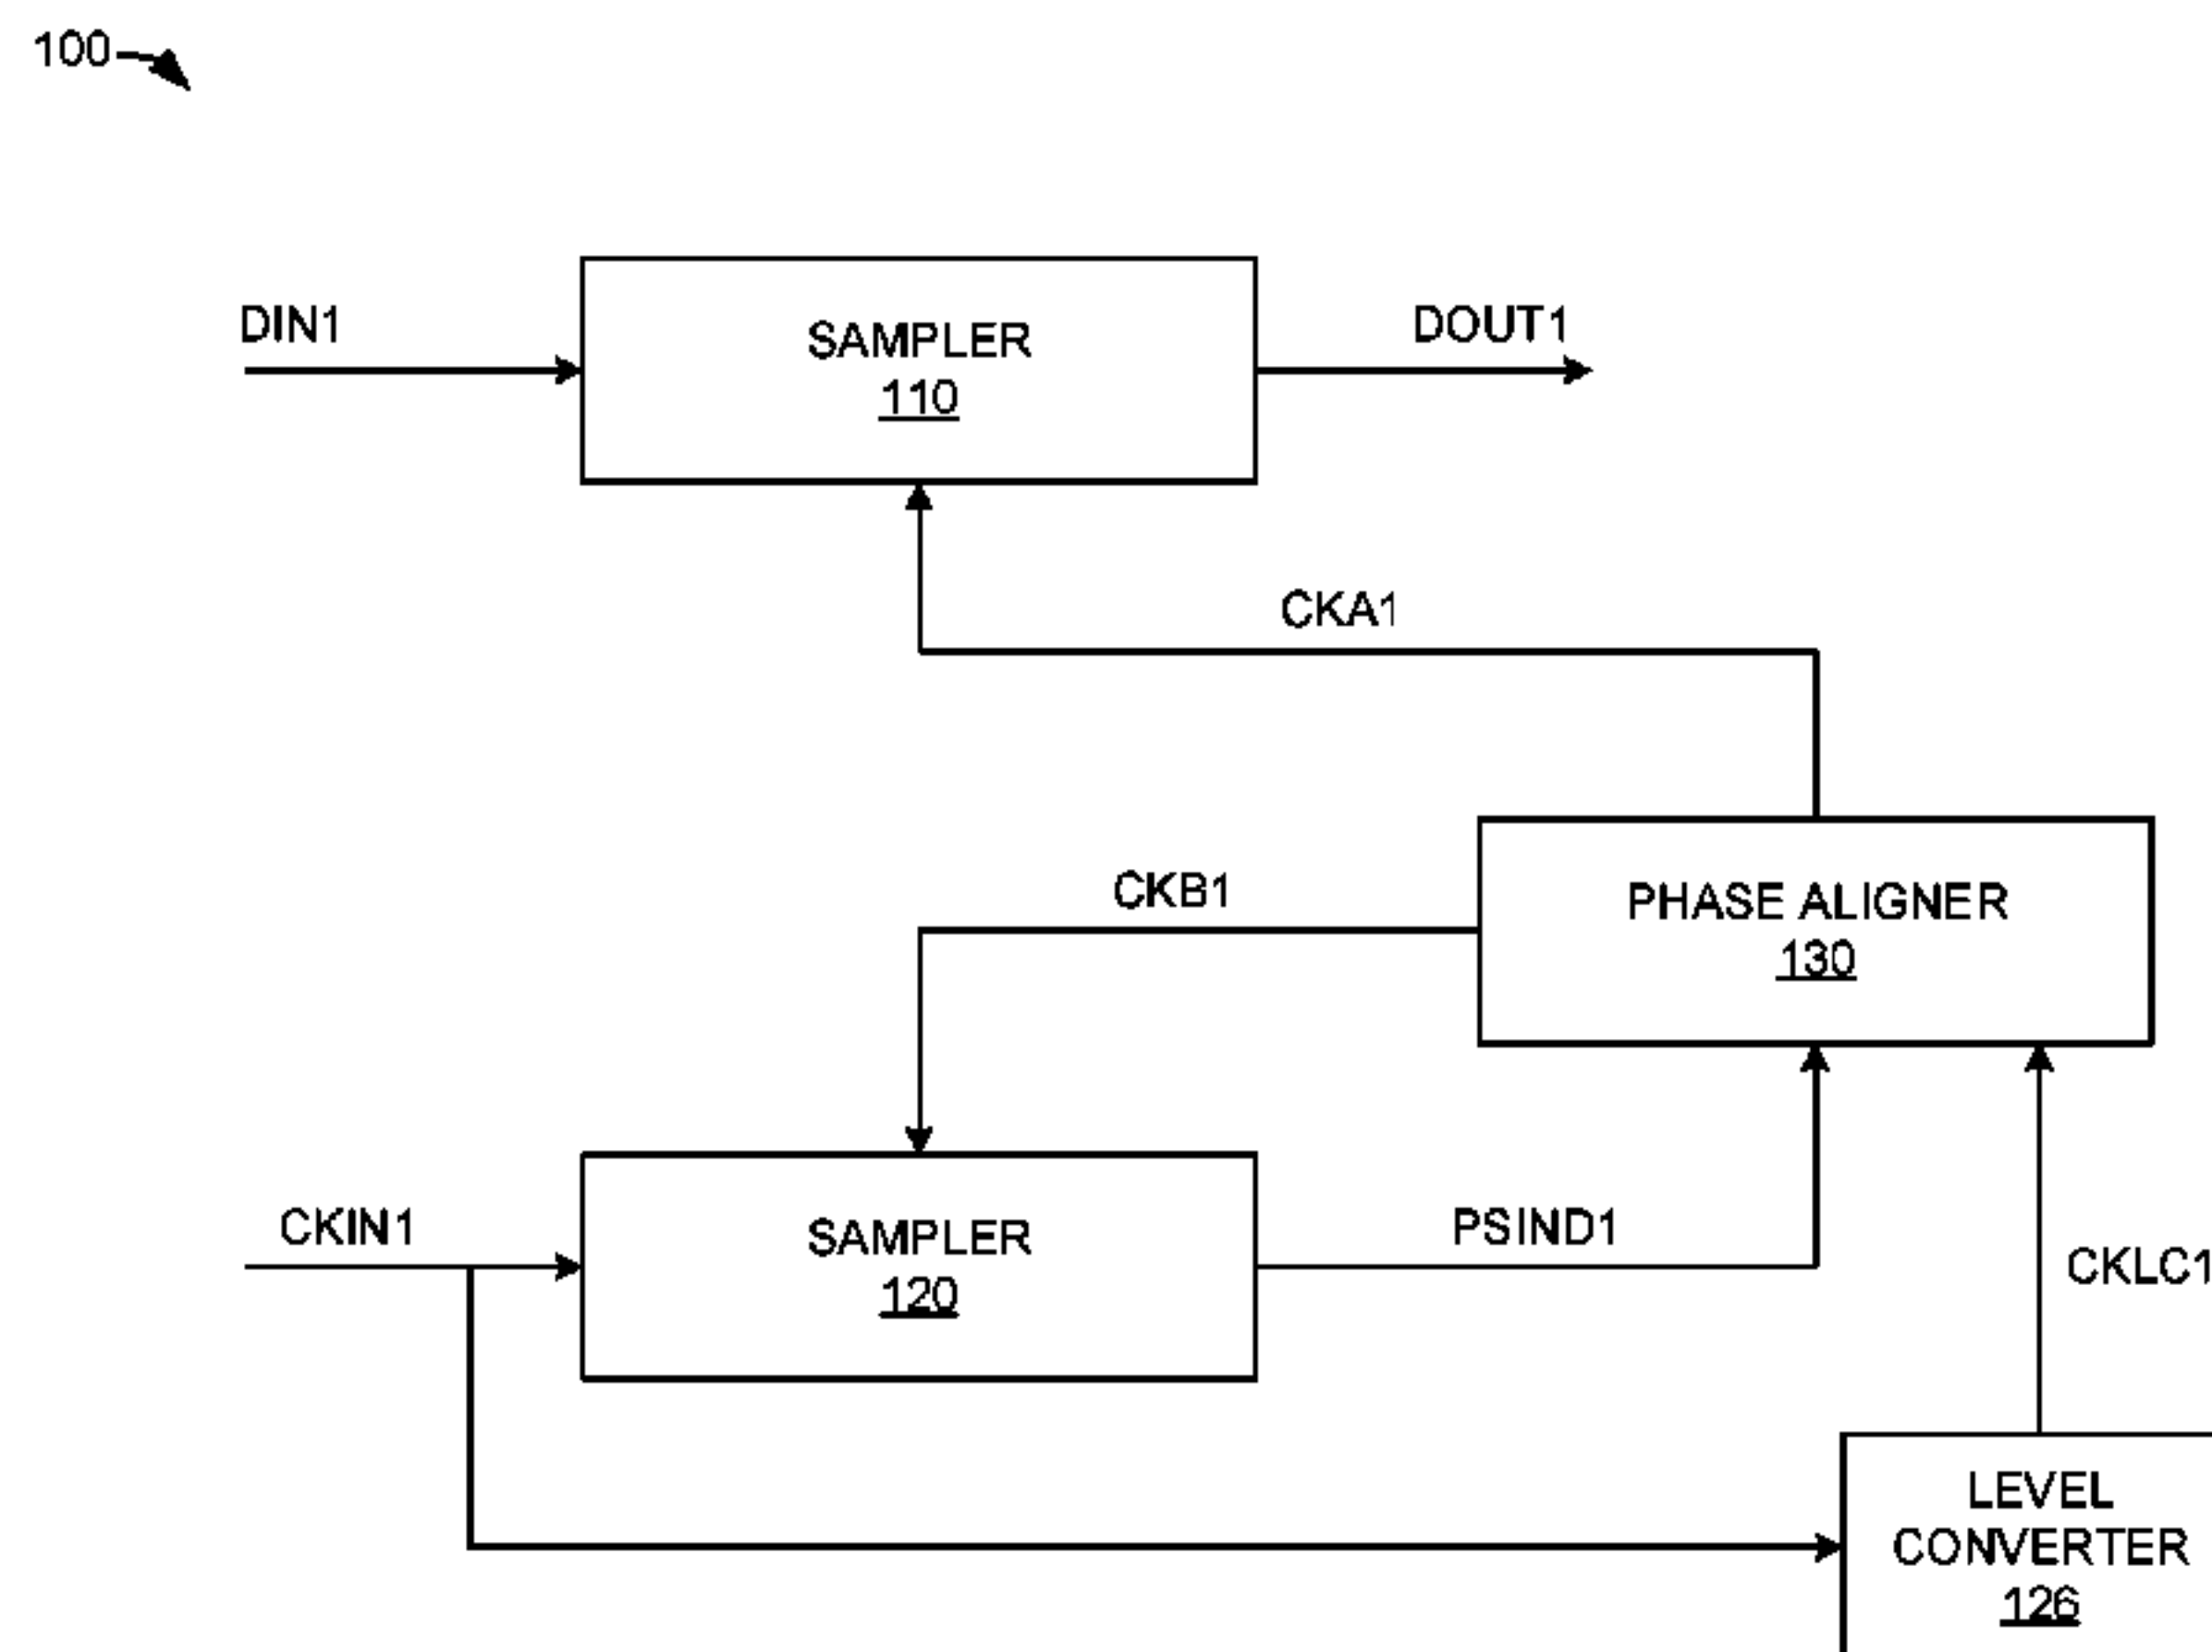 100
DIN1
SAMPLER
110
DOUT1
CKA1
CKB1
PHASE ALIGNER
130
CKIN1
SAMPLER
120
PSIND1
CKLC1
LEVEL
CONVERTER
126